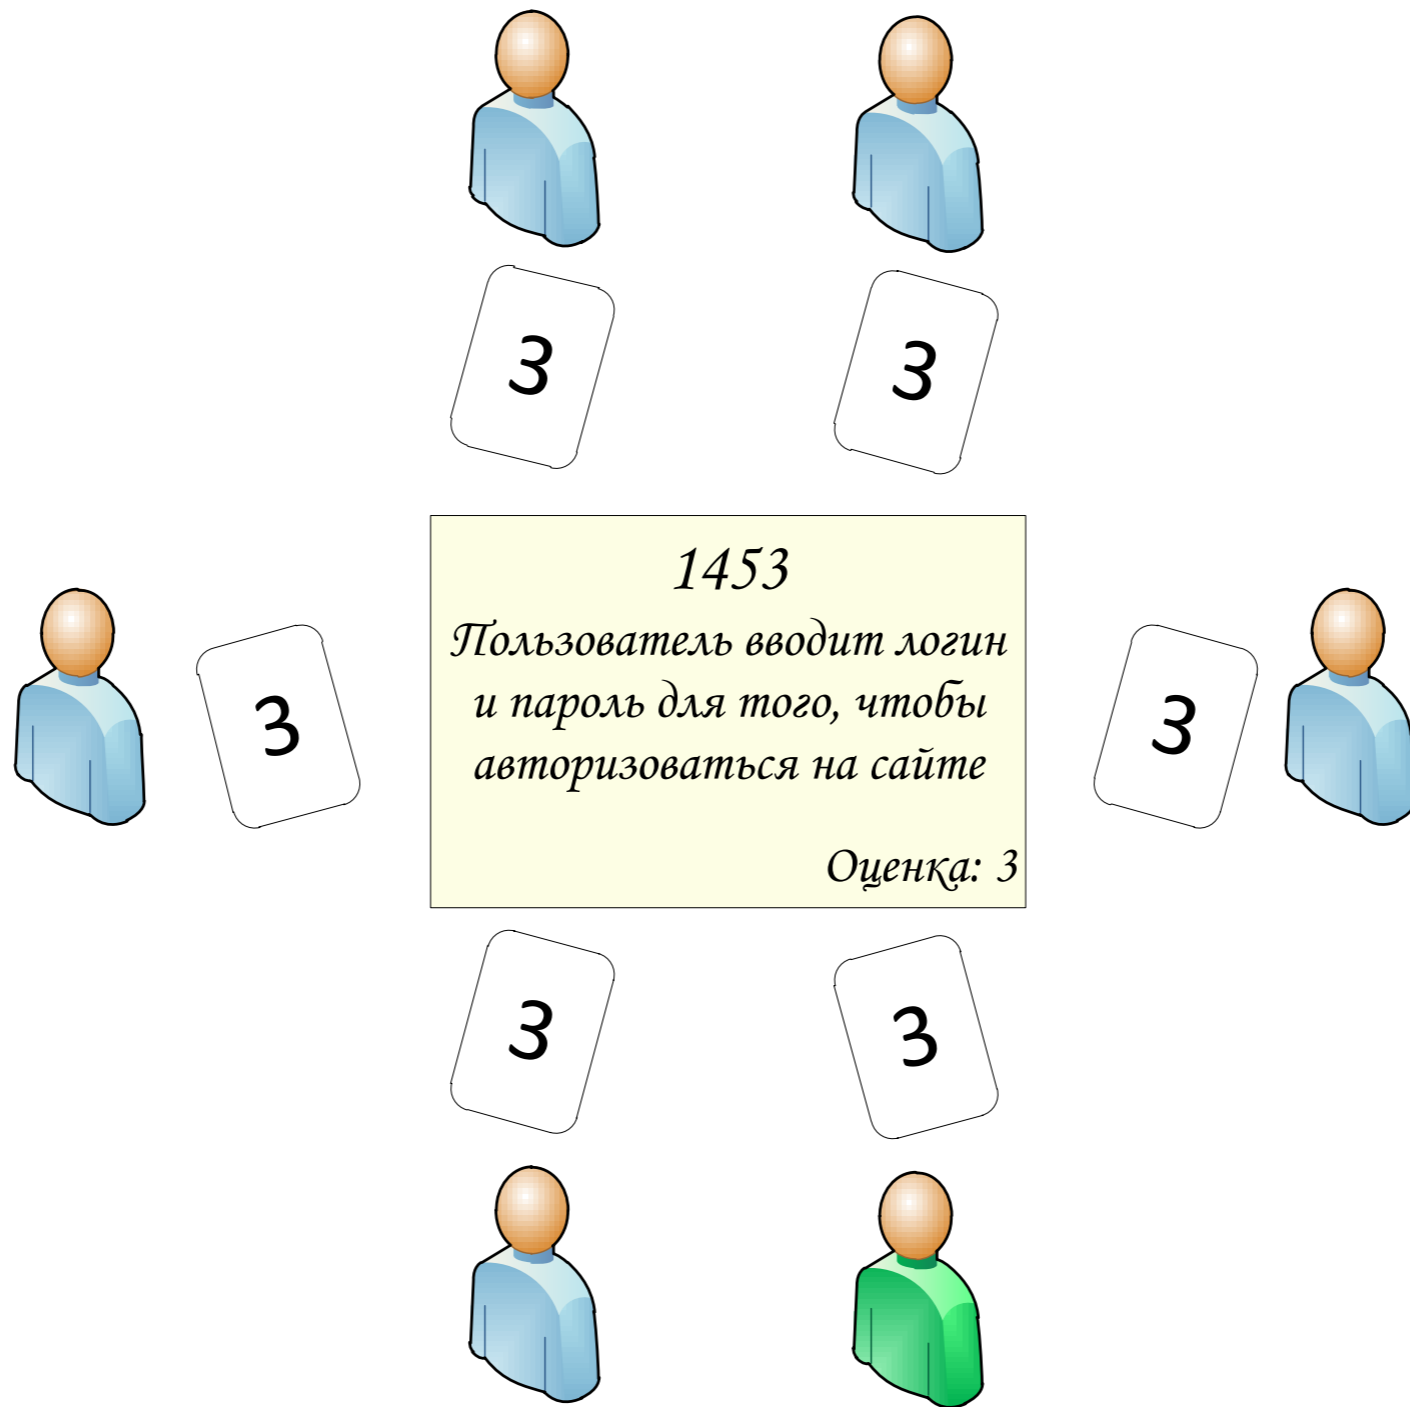 3
3
1453
Пользователь вводит логин
и пароль для того, чтобы
авторизоваться на сайте
Оценка: 3
3
3
3
3